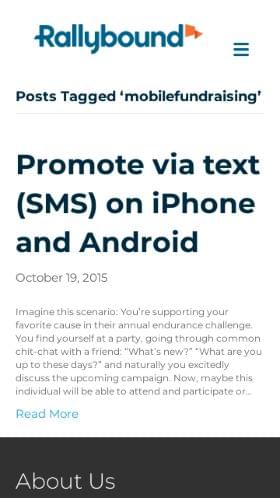 Rallybound
Posts Tagged ‘mobilefundraising’
Promote via text
(SMS) on iPhone
and Android
October 19, 2015
Imagine this scenario: You’re supporting your
favorite cause in their annual endurance challenge.
You find yourself at a party, going through common
chit-chat with a friend: “What’s new?” “What are you
up to these days?” and naturally you excitedly
discuss the upcoming campaign. Now, maybe this
individual will be able to attend and participate or...
Read More
About Us